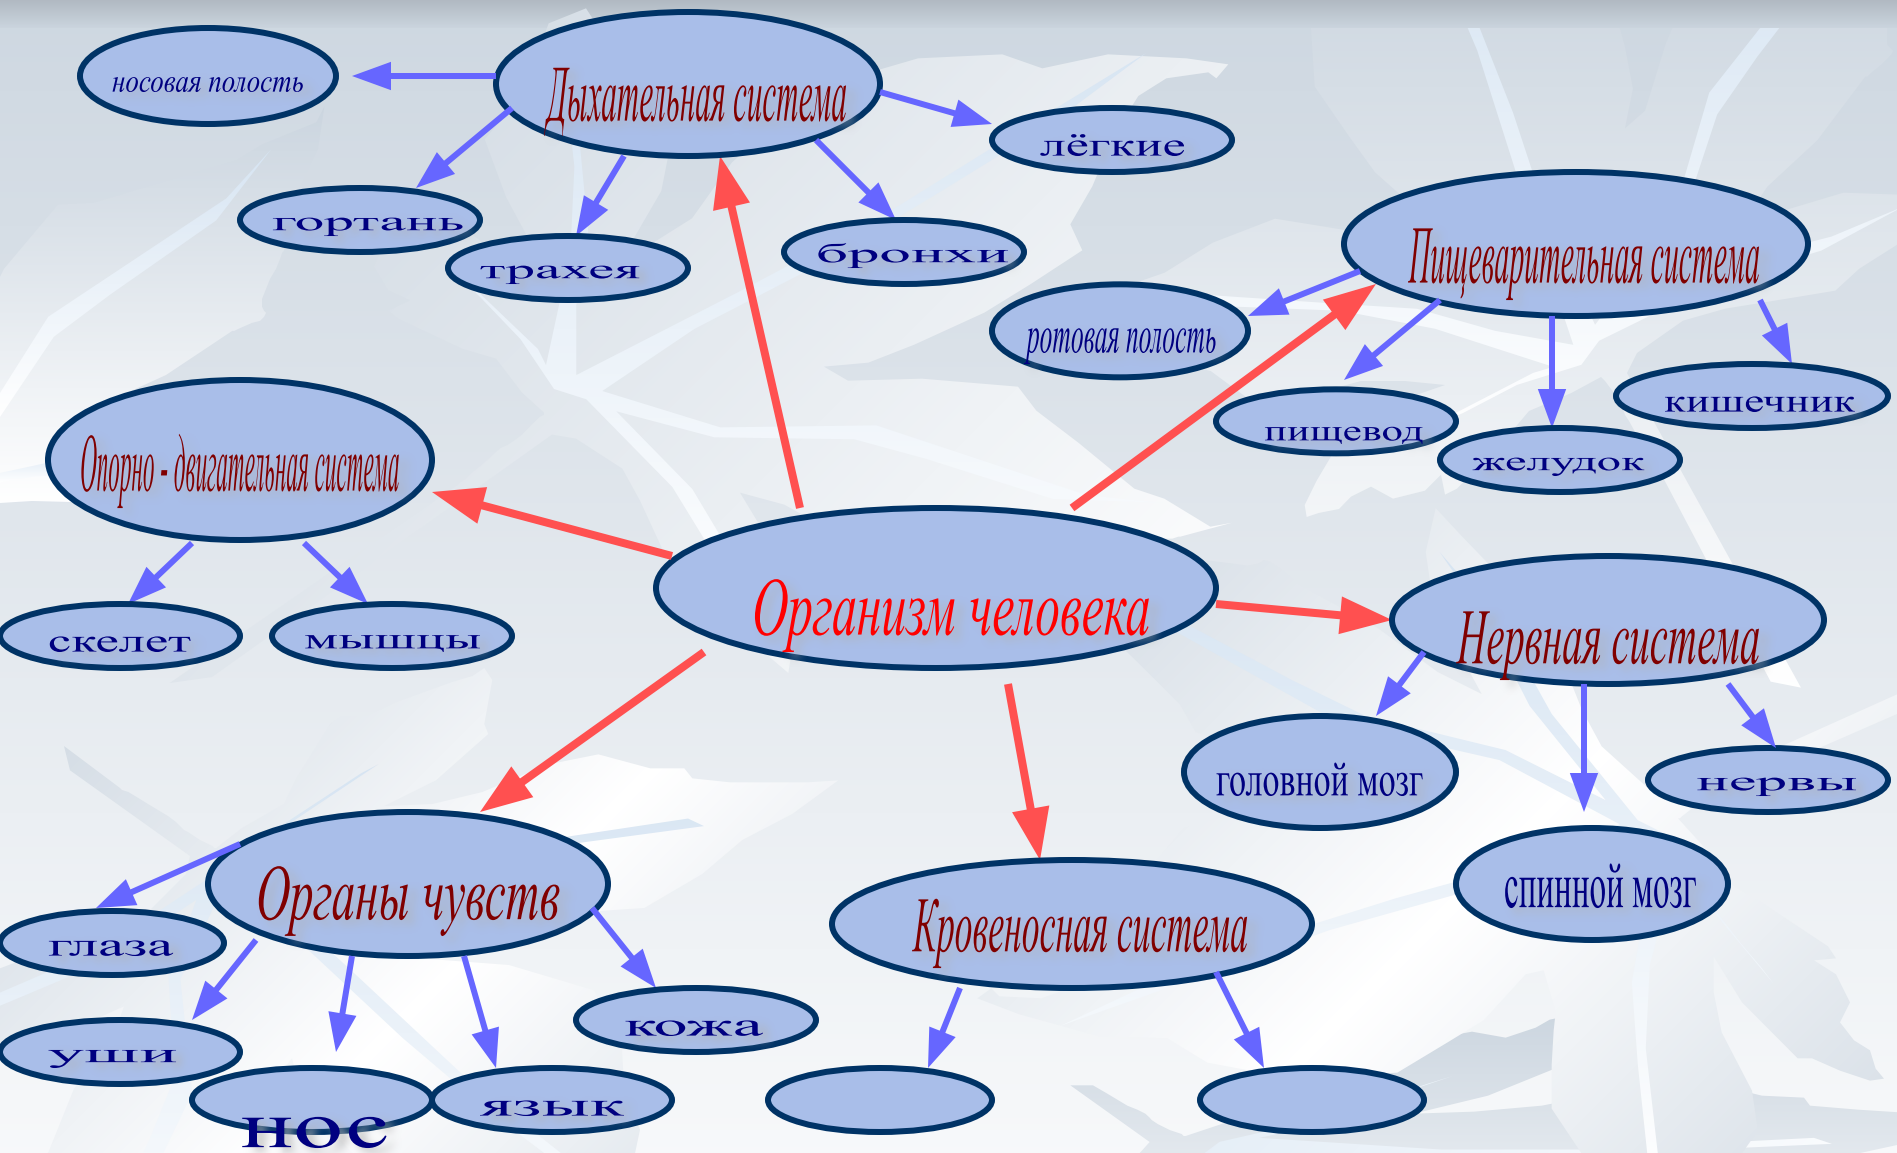 Дыхательная система
носовая полость
гортань
трахея
бронхи
лёгкие
Пищеварительная система
ротовая полость
пищевод
желудок
кишечник
Опорно - двигательная система
скелет
мышцы
Организм человека
Нервная система
головной мозг
спинной мозг
нервы
Органы чувств
глаза
уши
нос
язык
кожа
Кровеносная система